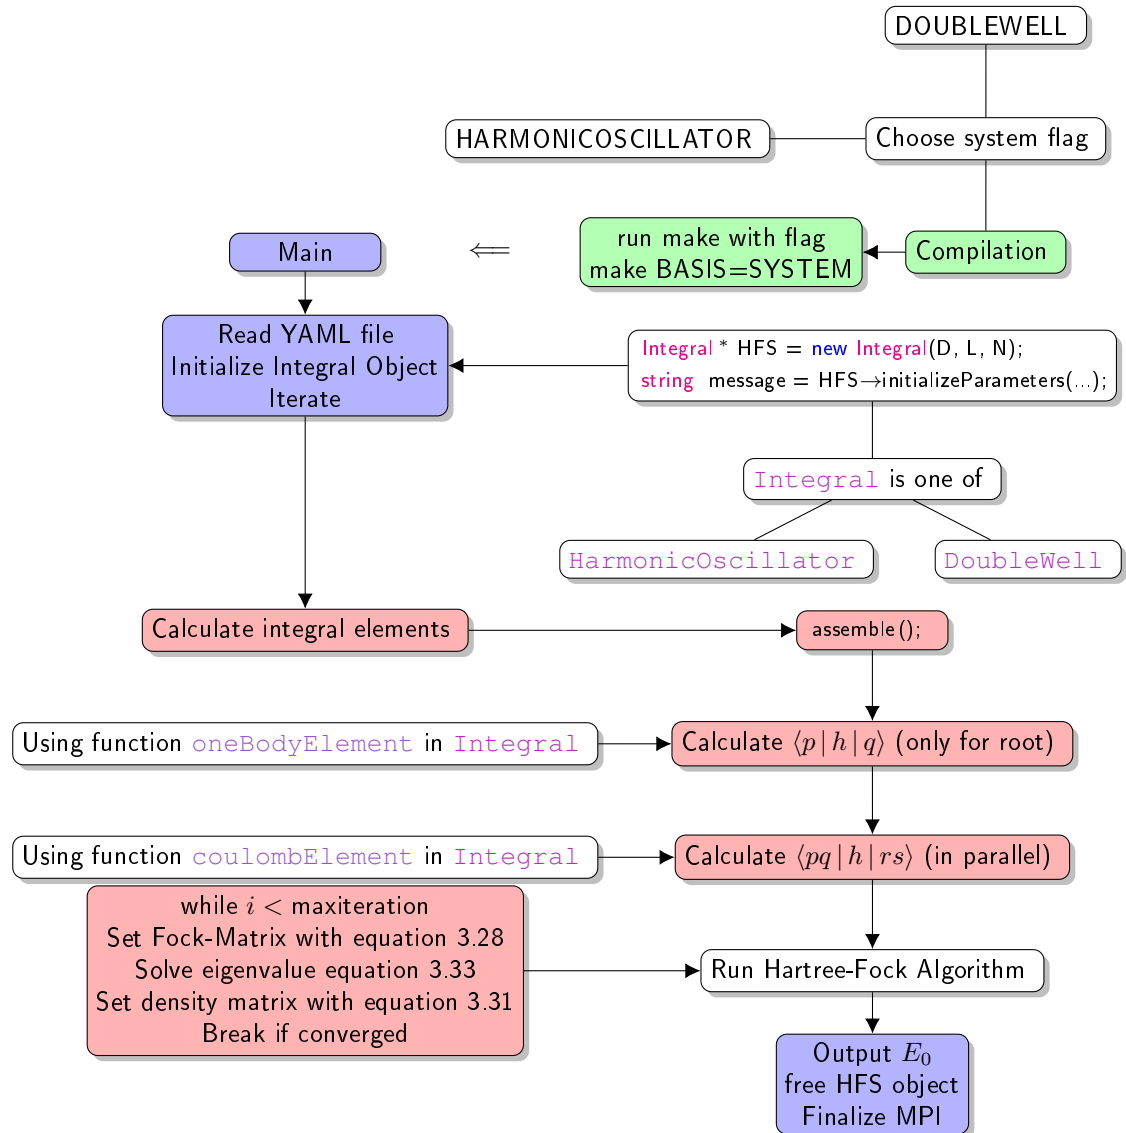 DOUBLEWELL
HARMONICOSCILLATOR
Choose system flag
Main
⟸
run make with flag
make BASIS=SYSTEM
Compilation
Read YAML file
Initialize Integral Object
Iterate
Integral * HFS = new Integral(D, L, N);
string message = HFS→initializeParameters(...);
Integral is one of
HarmonicOscillator
DoubleWell
Calculate integral elements
assemble();
Using function oneBodyElement in Integral
Calculate ⟨p | h | q⟩ (only for root)
Using function coulombElement in Integral
Calculate ⟨pq | h | rs⟩ (in parallel)
while i < maxiteration
Set Fock-Matrix with equation 3.28
Solve eigenvalue equation 3.33
Set density matrix with equation 3.31
Break if converged
Run Hartree-Fock Algorithm
Output E₀
free HFS object
Finalize MPI